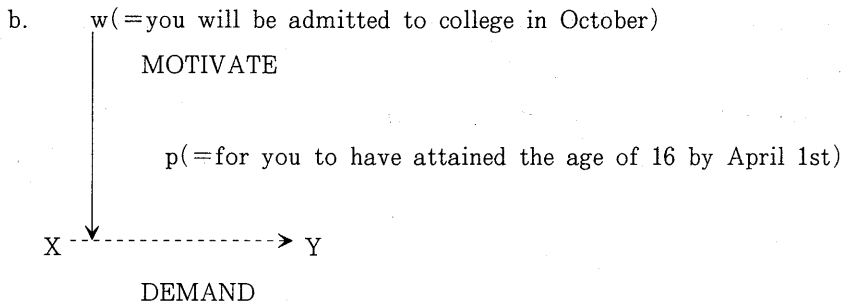 b. w(=you will be admitted to college in October)
MOTIVATE
p(=for you to have attained the age of 16 by April 1st)
X Y
DEMAND